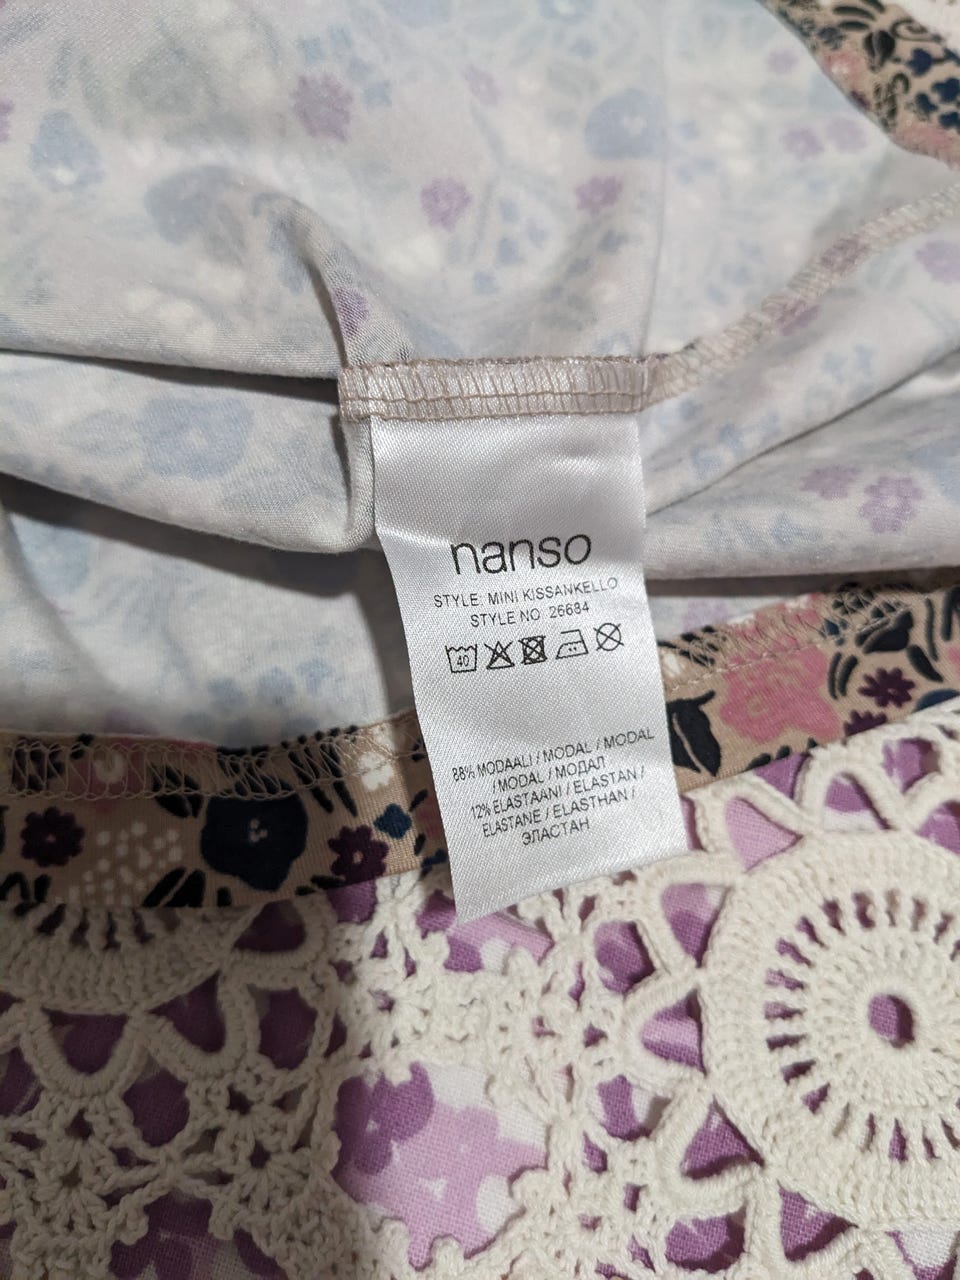 nanso
STYLE: MINI KISSANKELLO
STYLE NO 26684
40
88% MODAALI / MODAL / MODAL
/ MODAL / МОДАЛ
12% ELASTAANI / ELASTAN /
ELASTANE / ELASTHAN /
ЭЛАСТАН